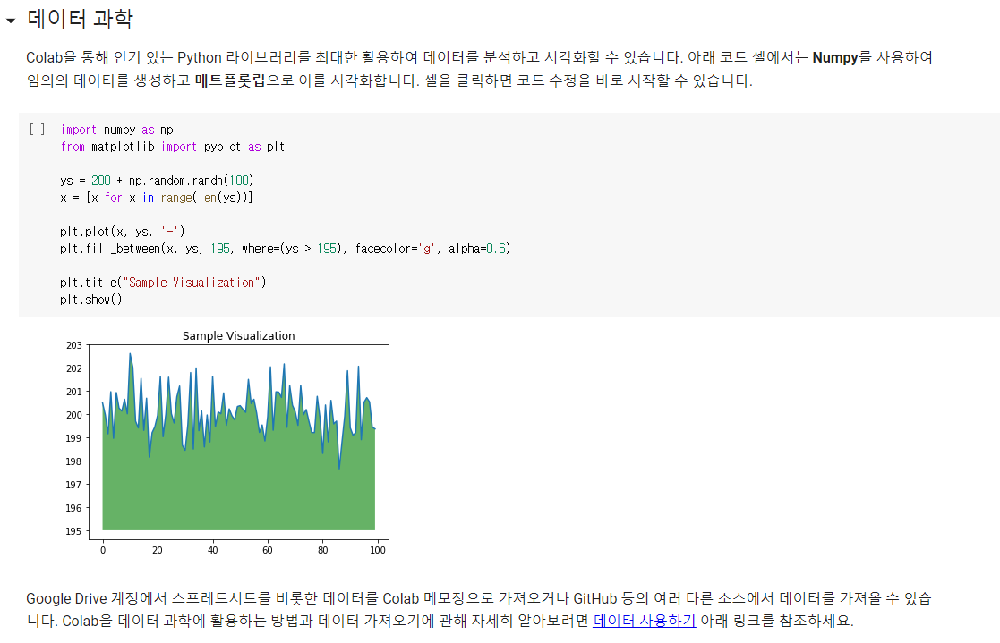 데이터 과학
Colab을 통해 인기 있는 Python 라이브러리를 최대한 활용하여 데이터를 분석하고 시각화할 수 있습니다. 아래 코드 셀에서는 Numpy를 사용하여
임의의 데이터를 생성하고 매트플롯립으로 이를 시각화합니다. 셀을 클릭하면 코드 수정을 바로 시작할 수 있습니다.
[ ] import numpy as np
from matplotlib import pyplot as plt
ys = 200 + np.random.randn(100)
x = [x for x in range(len(ys))]
plt.plot(x, ys, '-')
plt.fill_between(x, ys, 195, where=(ys > 195), facecolor='g', alpha=0.6)
plt.title("Sample Visualization")
plt.show()
Sample Visualization
203
202
201
200
199
198
197
196
195
0 20 40 60 80 100
Google Drive 계정에서 스프레드시트를 비롯한 데이터를 Colab 메모장으로 가져오거나 GitHub 등의 여러 다른 소스에서 데이터를 가져올 수 있습
니다. Colab을 데이터 과학에 활용하는 방법과 데이터 가져오기에 관해 자세히 알아보려면 데이터 사용하기 아래 링크를 참조하세요.